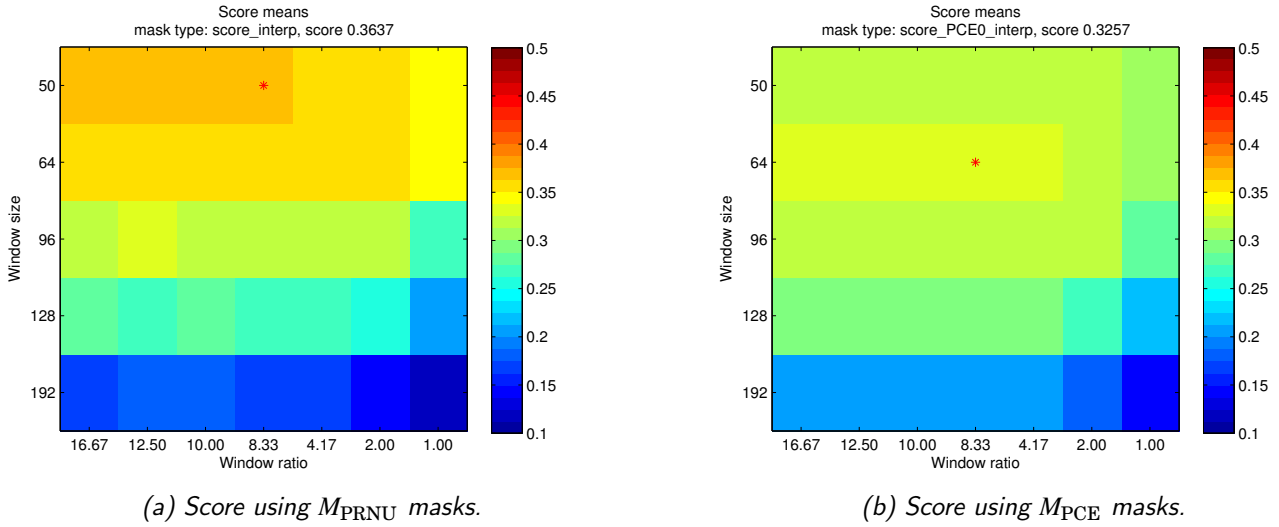 Score means
mask type: score_interp, score 0.3637
50
64
96
128
192
Window size
16.67 12.50 10.00 8.33 4.17 2.00 1.00
Window ratio
0.5
0.45
0.4
0.35
0.3
0.25
0.2
0.15
0.1
(a) Score using M_PRNU masks.
Score means
mask type: score_PCE0_interp, score 0.3257
50
64
96
128
192
Window size
16.67 12.50 10.00 8.33 4.17 2.00 1.00
Window ratio
0.5
0.45
0.4
0.35
0.3
0.25
0.2
0.15
0.1
(b) Score using M_PCE masks.